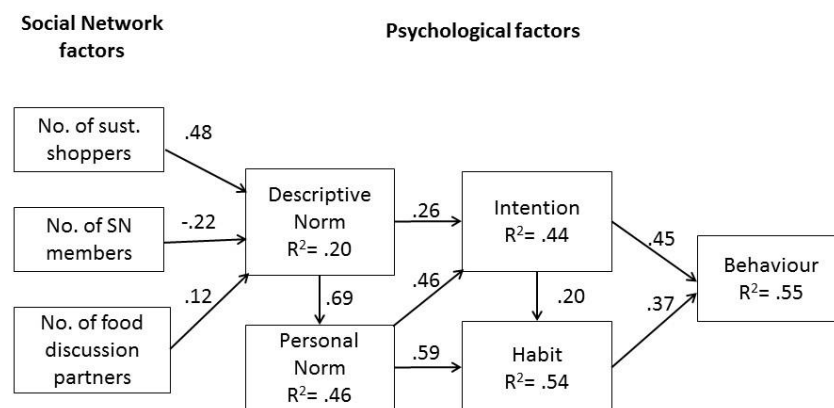 Social Network
factors
Psychological factors
No. of sust.
shoppers
.48
No. of SN
members
-.22
No. of food
discussion
partners
.12
Descriptive
Norm
R²= .20
.26
.69
Personal
Norm
R²= .46
.46
.59
Intention
R²= .44
.20
Habit
R²= .54
.45
.37
Behaviour
R²= .55